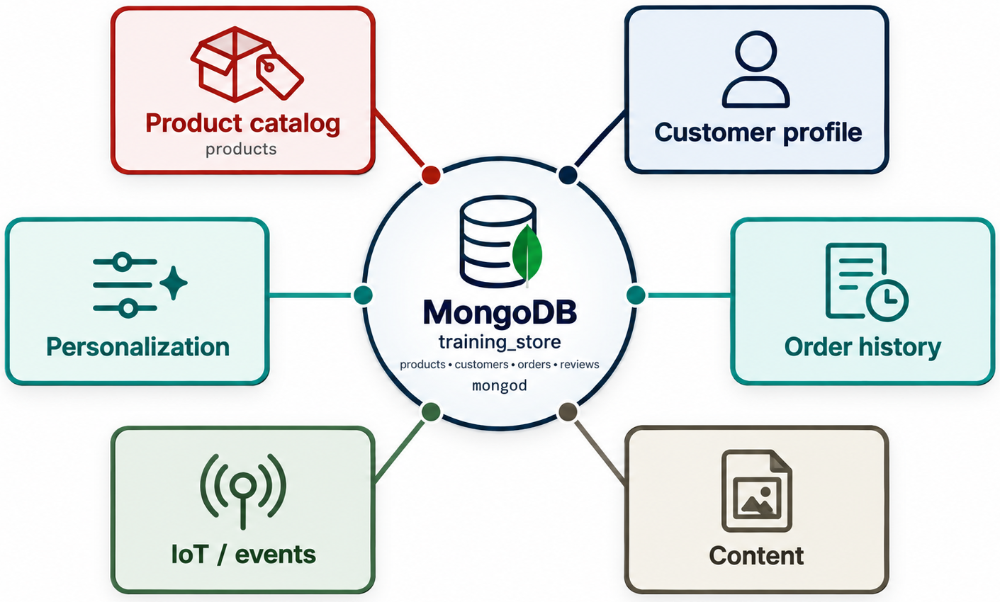 Product catalog
products
Customer profile
Personalization
MongoDB
training_store
products • customers • orders • reviews
mongod
Order history
IoT / events
Content